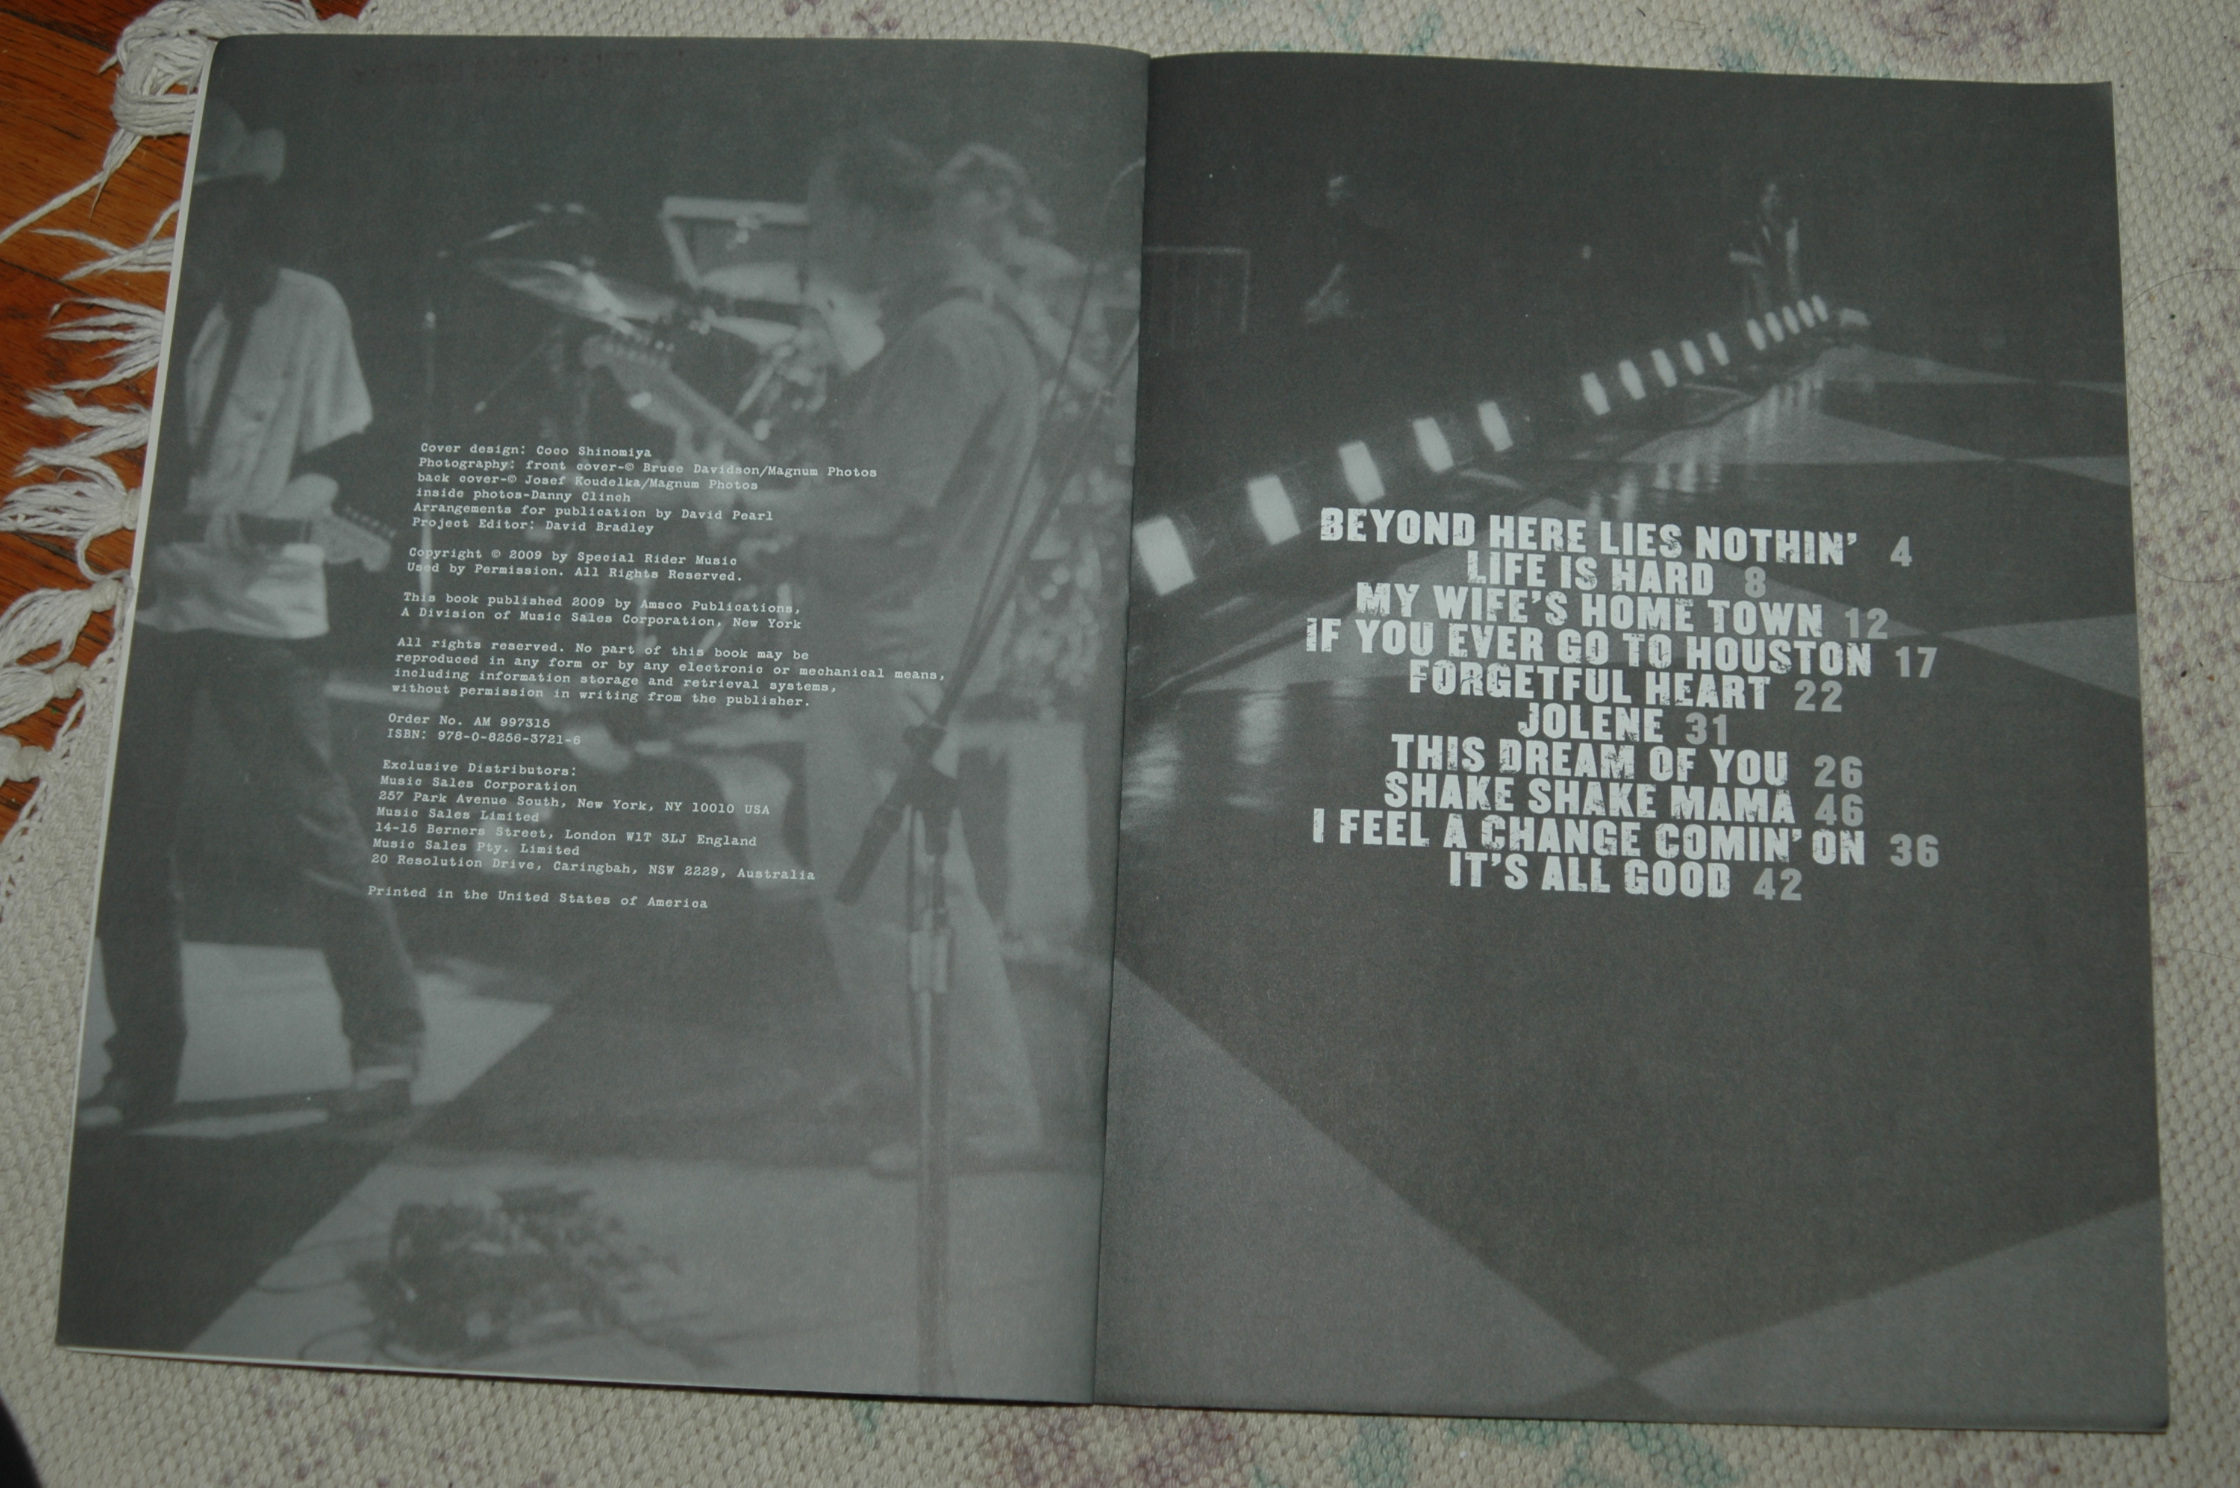 Cover design: Coco Shinomiya
Photography: front cover-© Bruce Davidson/Magnum Photos
back cover-© Josef Koudelka/Magnum Photos
inside photos-Danny Clinch
Arrangements for publication by David Pearl
Project Editor: David Bradley
Copyright © 2009 by Special Rider Music
Used by Permission. All Rights Reserved.
This book published 2009 by Amsco Publications,
A Division of Music Sales Corporation, New York
All rights reserved. No part of this book may be
reproduced in any form or by any electronic or mechanical means,
including information storage and retrieval systems,
without permission in writing from the publisher.
Order No. AM 997315
ISBN: 978-0-8256-3721-6
Exclusive Distributors:
Music Sales Corporation
257 Park Avenue South, New York, NY 10010 USA
Music Sales Limited
14-15 Berners Street, London W1T 3LJ England
Music Sales Pty. Limited
20 Resolution Drive, Caringbah, NSW 2229, Australia
Printed in the United States of America
BEYOND HERE LIES NOTHIN' 4
LIFE IS HARD 8
MY WIFE'S HOME TOWN 12
IF YOU EVER GO TO HOUSTON 17
FORGETFUL HEART 22
JOLENE 31
THIS DREAM OF YOU 26
SHAKE SHAKE MAMA 46
I FEEL A CHANGE COMIN' ON 36
IT'S ALL GOOD 42